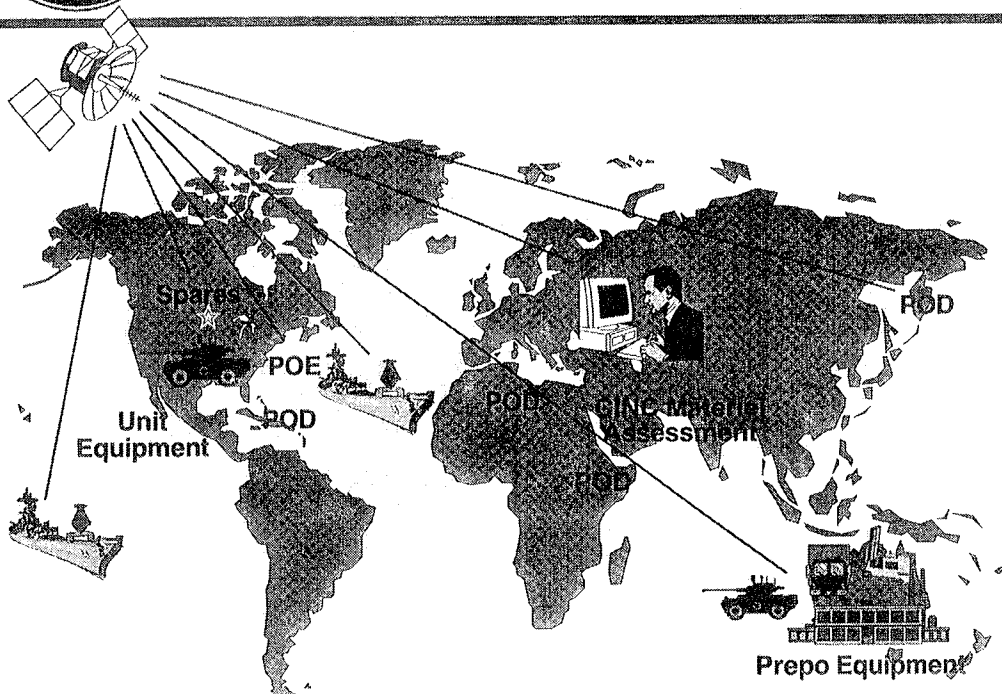 Spares
POD
POE
Unit
Equipment
POD
POD
CINC Materiel
Assessment
POD
Prepo Equipment